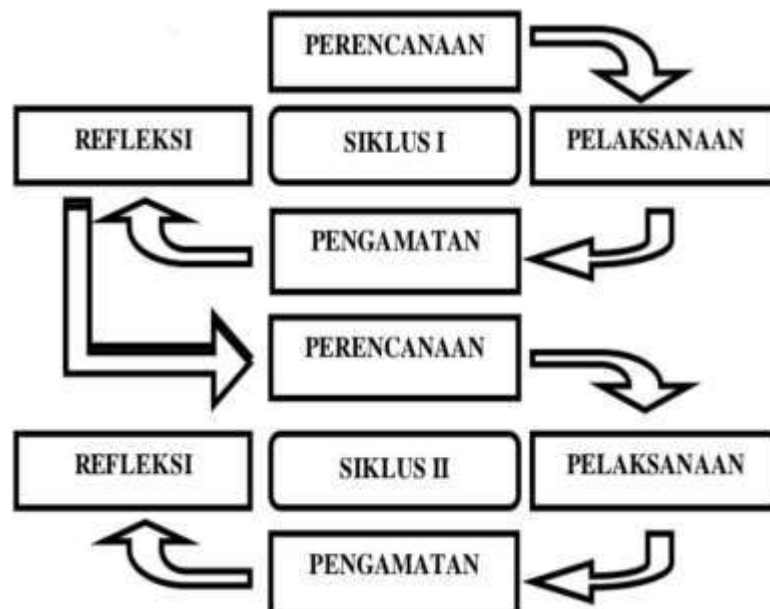 PERENCANAAN
REFLEKSI
SIKLUS I
PELAKSANAAN
PENGAMATAN
PERENCANAAN
REFLEKSI
SIKLUS II
PELAKSANAAN
PENGAMATAN